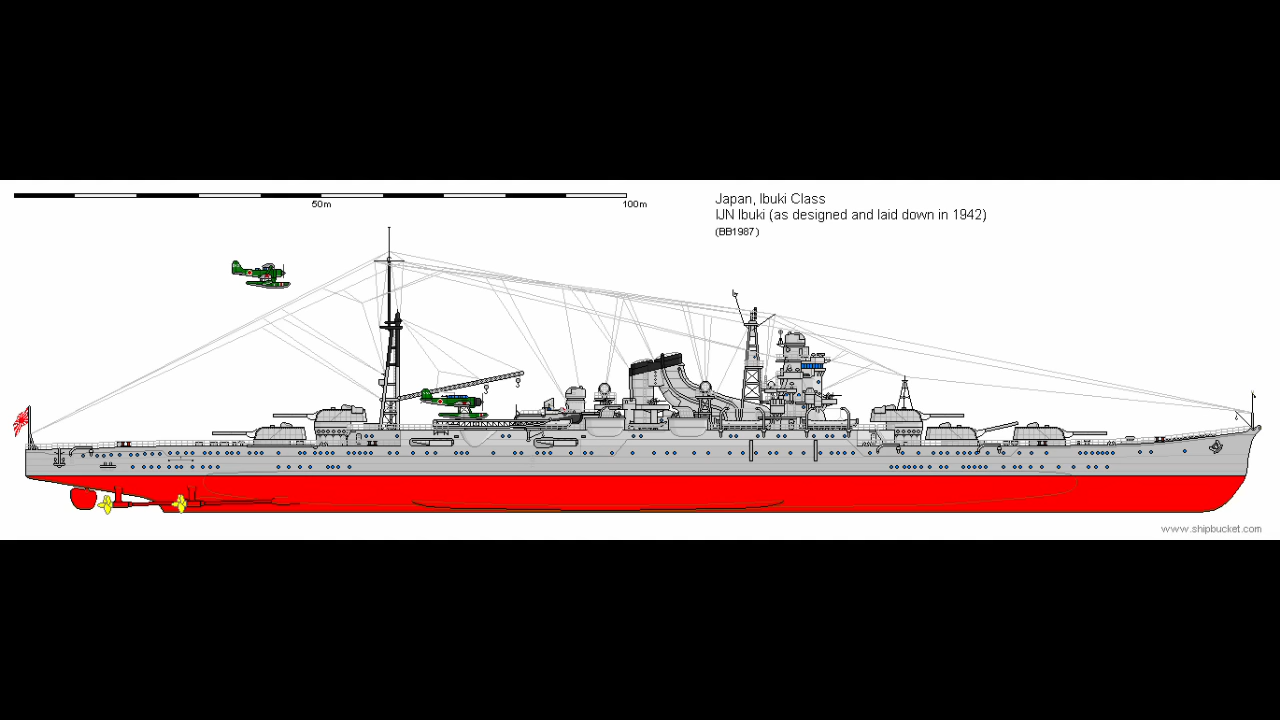 50m
100m
Japan, Ibuki Class
IJN Ibuki (as designed and laid down in 1942)
(BB1987)
www.shipbucket.com